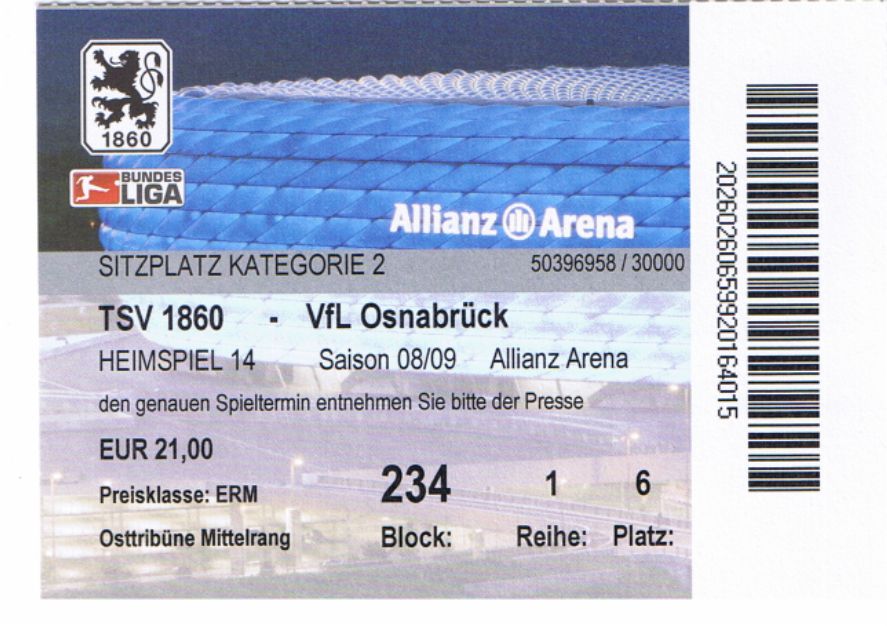 1860
BUNDES
LIGA
Allianz Arena
SITZPLATZ KATEGORIE 2 50396958 / 30000
TSV 1860 - VfL Osnabrück
HEIMSPIEL 14 Saison 08/09 Allianz Arena
den genauen Spieltermin entnehmen Sie bitte der Presse
EUR 21,00
234 1 6
Preisklasse: ERM
Osttribüne Mittelrang Block: Reihe: Platz:
2026026065992016401​5